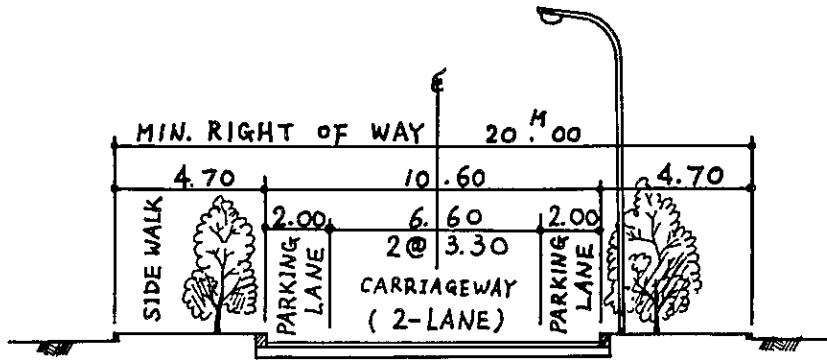 ℄
MIN. RIGHT OF WAY 20.M00
4.70 10.60 4.70
2.00 6.60 2.00
2@ 3.30
SIDE WALK
PARKING LANE
CARRIAGEWAY
(2-LANE)
PARKING LANE